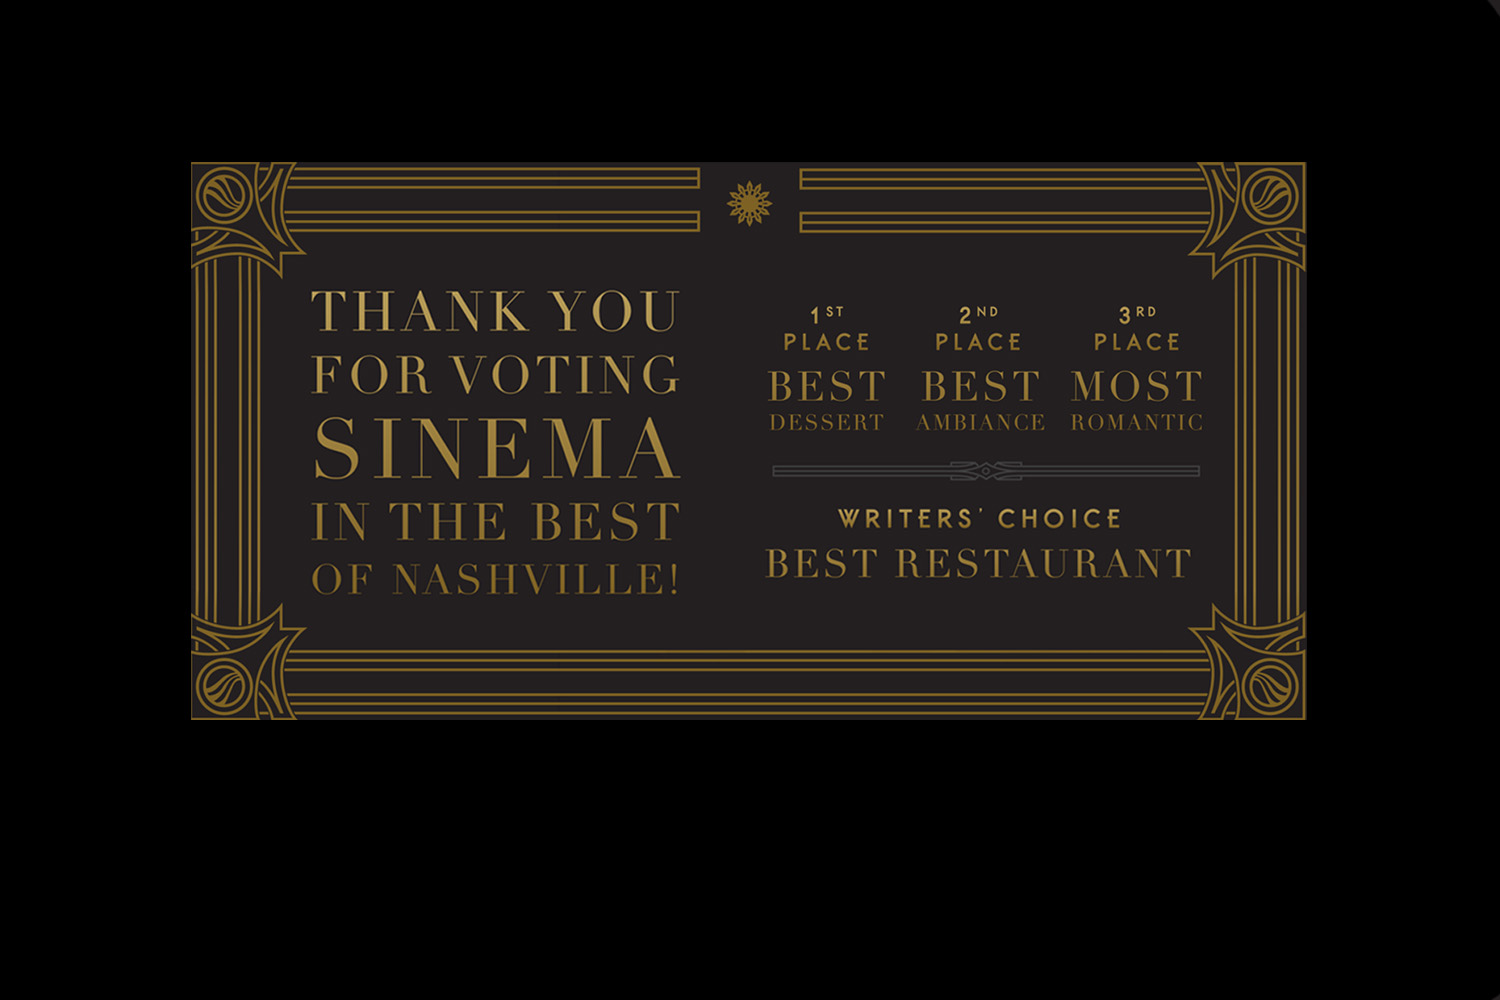 THANK YOU
FOR VOTING
SINEMA
IN THE BEST
OF NASHVILLE!
1ST
PLACE
BEST
DESSERT
2ND
PLACE
BEST
AMBIANCE
3RD
PLACE
MOST
ROMANTIC
WRITERS' CHOICE
BEST RESTAURANT